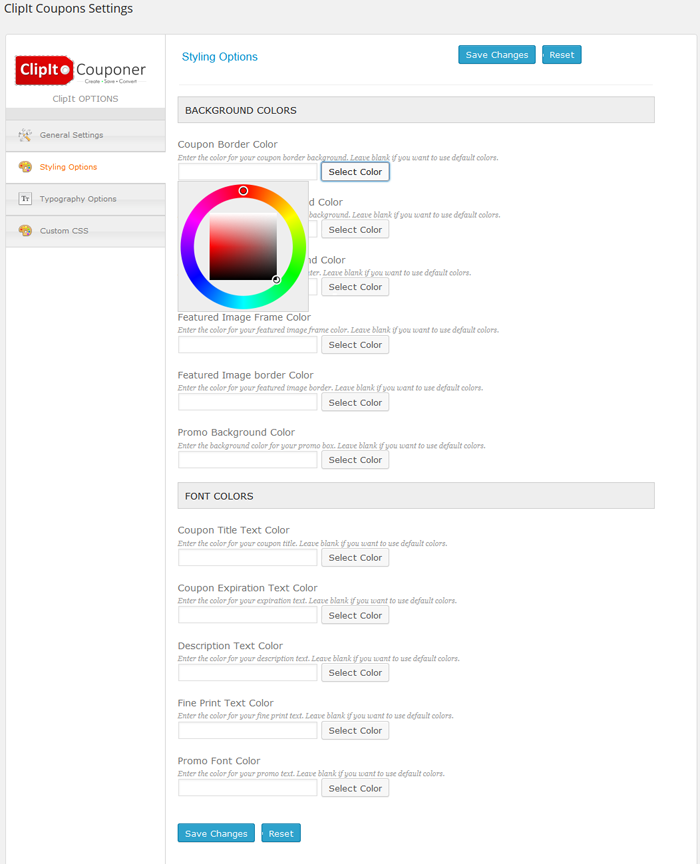 ClipIt Coupons Settings
ClipIt Couponer
Create - Save - Convert
ClipIt OPTIONS
General Settings
Styling Options
Typography Options
Custom CSS
Styling Options
Save Changes
Reset
BACKGROUND COLORS
Coupon Border Color
Enter the color for your coupon border background. Leave blank if you want to use default colors.
Select Color
d Color
background. Leave blank if you want to use default colors.
Select Color
nd Color
ter. Leave blank if you want to use default colors.
Select Color
Featured Image Frame Color
Enter the color for your featured image frame color. Leave blank if you want to use default colors.
Select Color
Featured Image border Color
Enter the color for your featured image border. Leave blank if you want to use default colors.
Select Color
Promo Background Color
Enter the background color for your promo box. Leave blank if you want to use default colors.
Select Color
FONT COLORS
Coupon Title Text Color
Enter the color for your coupon title. Leave blank if you want to use default colors.
Select Color
Coupon Expiration Text Color
Enter the color for your expiration text. Leave blank if you want to use default colors.
Select Color
Description Text Color
Enter the color for your description text. Leave blank if you want to use default colors.
Select Color
Fine Print Text Color
Enter the color for your fine print text. Leave blank if you want to use default colors.
Select Color
Promo Font Color
Enter the color for your promo text. Leave blank if you want to use default colors.
Select Color
Save Changes
Reset